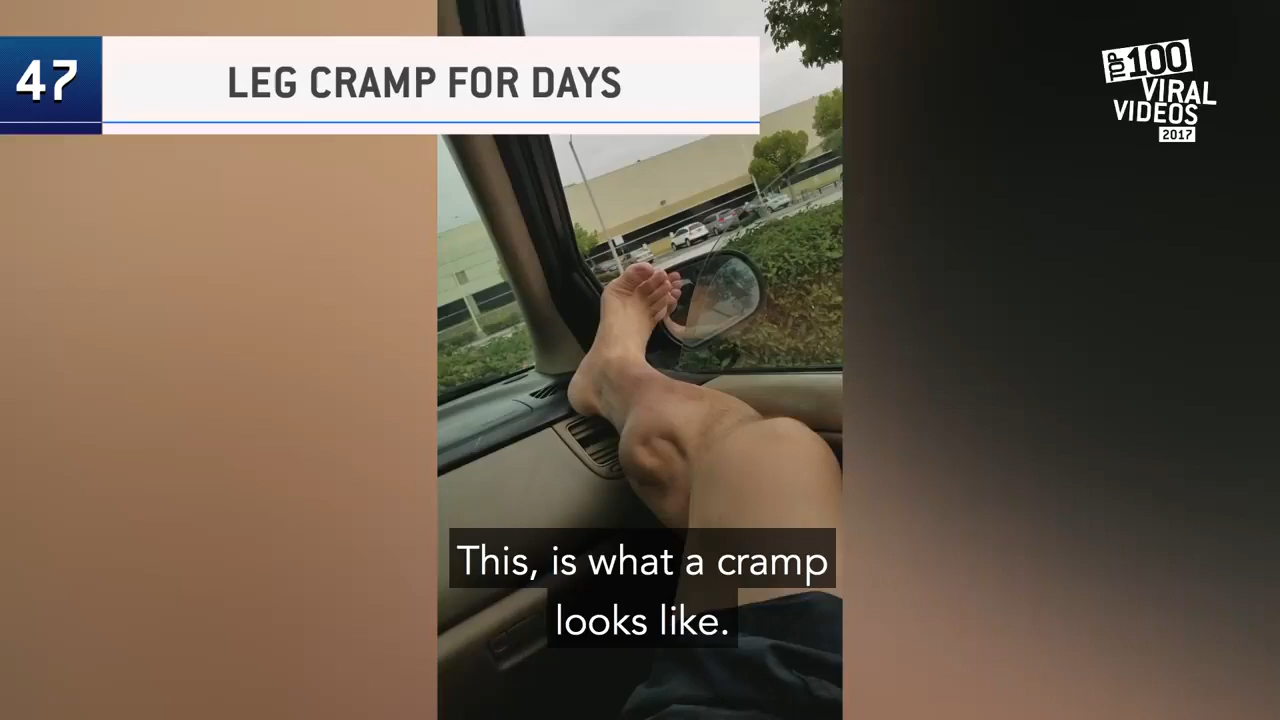 47
LEG CRAMP FOR DAYS
TOP 100
VIRAL
VIDEOS
2017
This, is what a cramp
looks like.